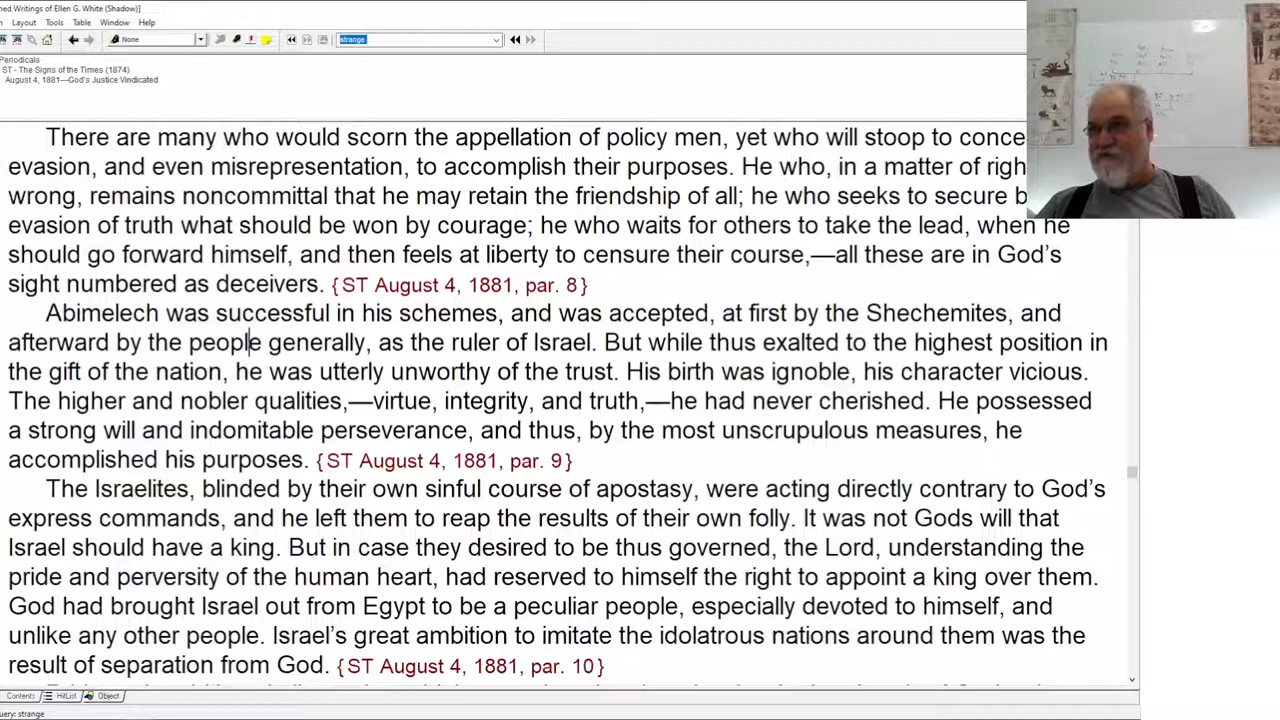 ned Writings of Ellen G. White (Shadow)]
Layout Tools Table Window Help
None
strange
Periodicals
ST - The Signs of the Times (1874)
August 4, 1881—God's Justice Vindicated
There are many who would scorn the appellation of policy men, yet who will stoop to conce
evasion, and even misrepresentation, to accomplish their purposes. He who, in a matter of righ
wrong, remains noncommittal that he may retain the friendship of all; he who seeks to secure b
evasion of truth what should be won by courage; he who waits for others to take the lead, when he
should go forward himself, and then feels at liberty to censure their course,—all these are in God's
sight numbered as deceivers. {ST August 4, 1881, par. 8}
Abimelech was successful in his schemes, and was accepted, at first by the Shechemites, and
afterward by the people generally, as the ruler of Israel. But while thus exalted to the highest position in
the gift of the nation, he was utterly unworthy of the trust. His birth was ignoble, his character vicious.
The higher and nobler qualities,—virtue, integrity, and truth,—he had never cherished. He possessed
a strong will and indomitable perseverance, and thus, by the most unscrupulous measures, he
accomplished his purposes. {ST August 4, 1881, par. 9}
The Israelites, blinded by their own sinful course of apostasy, were acting directly contrary to God's
express commands, and he left them to reap the results of their own folly. It was not Gods will that
Israel should have a king. But in case they desired to be thus governed, the Lord, understanding the
pride and perversity of the human heart, had reserved to himself the right to appoint a king over them.
God had brought Israel out from Egypt to be a peculiar people, especially devoted to himself, and
unlike any other people. Israel's great ambition to imitate the idolatrous nations around them was the
result of separation from God. {ST August 4, 1881, par. 10}
Contents HitList Object
uery: strange